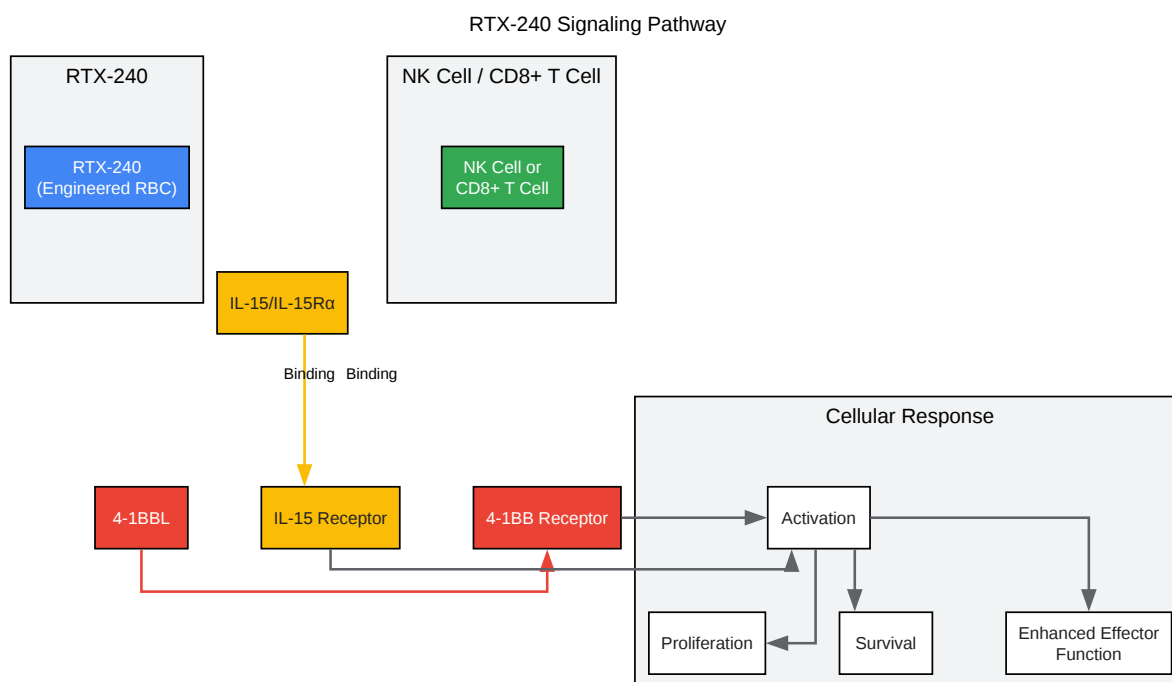 RTX-240 Signaling Pathway
RTX-240
NK Cell / CD8+ T Cell
RTX-240
(Engineered RBC)
NK Cell or
CD8+ T Cell
IL-15/IL-15Rα
Binding
Binding
Cellular Response
4-1BBL
IL-15 Receptor
4-1BB Receptor
Activation
Proliferation
Survival
Enhanced Effector
Function